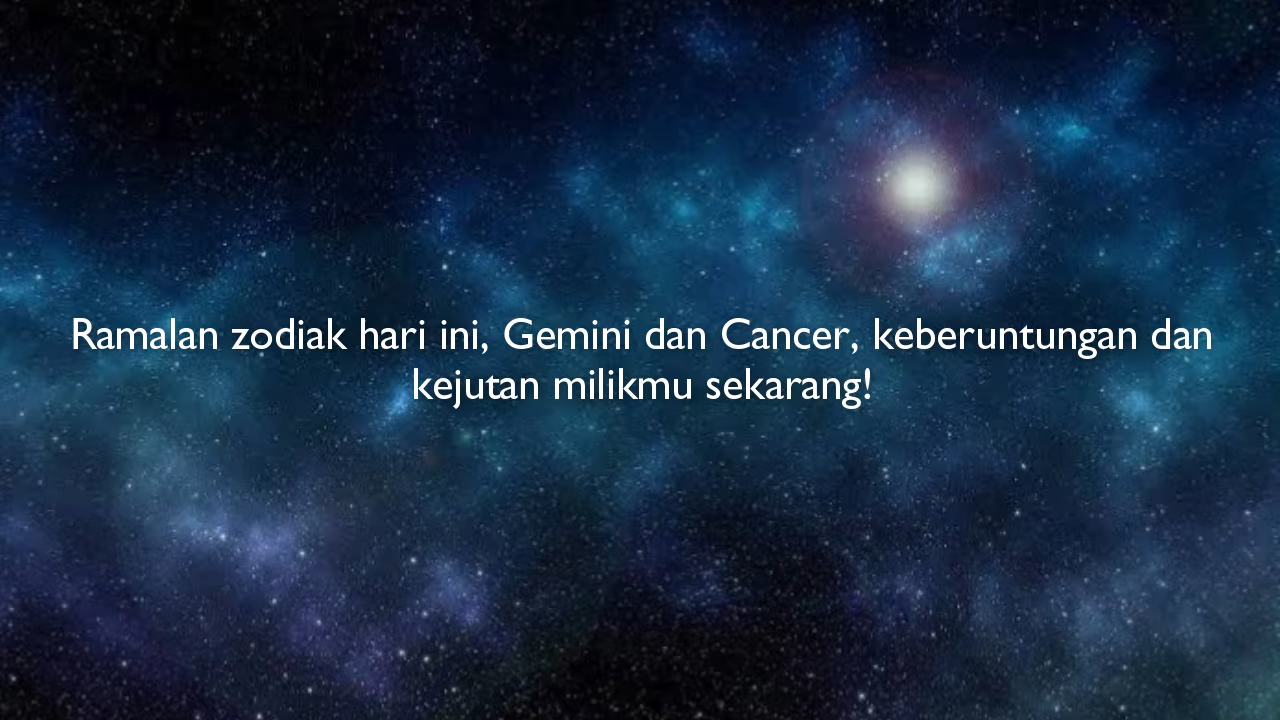 Ramalan zodiak hari ini, Gemini dan Cancer, keberuntungan dan
kejutan milikmu sekarang!